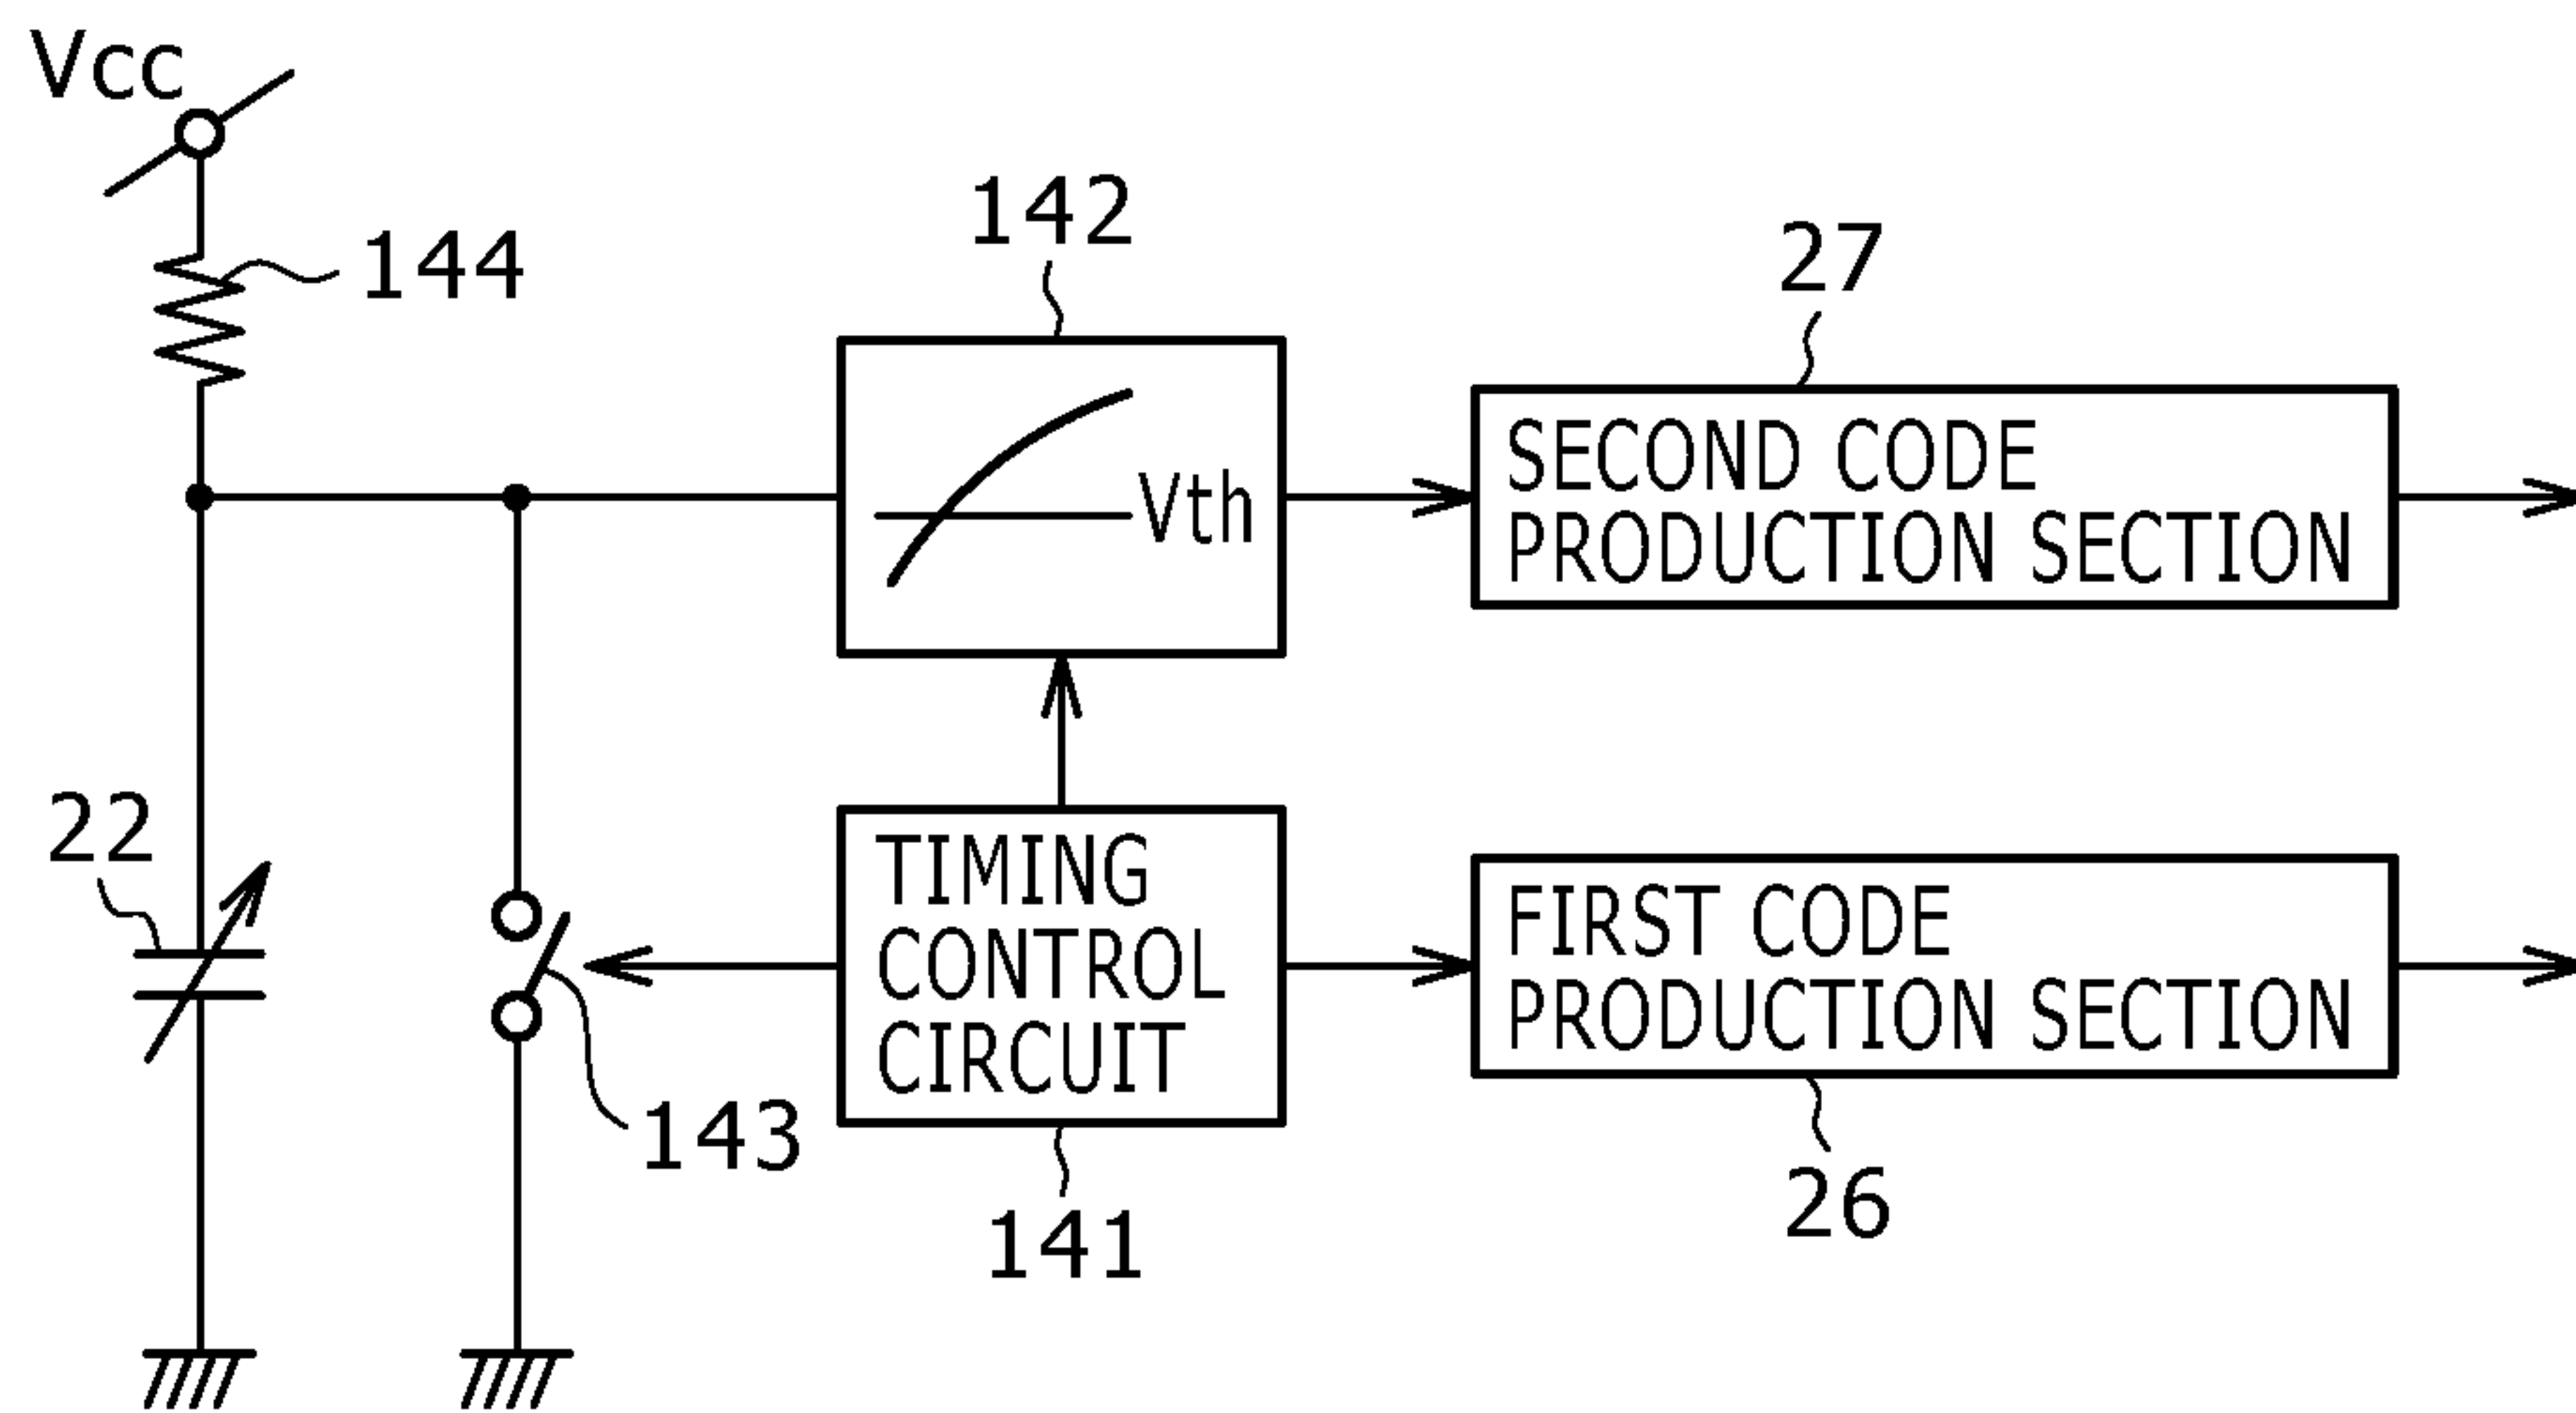 Vcc
144
142
27
Vth
SECOND CODE
PRODUCTION SECTION
22
TIMING
CONTROL
CIRCUIT
FIRST CODE
PRODUCTION SECTION
143
141
26